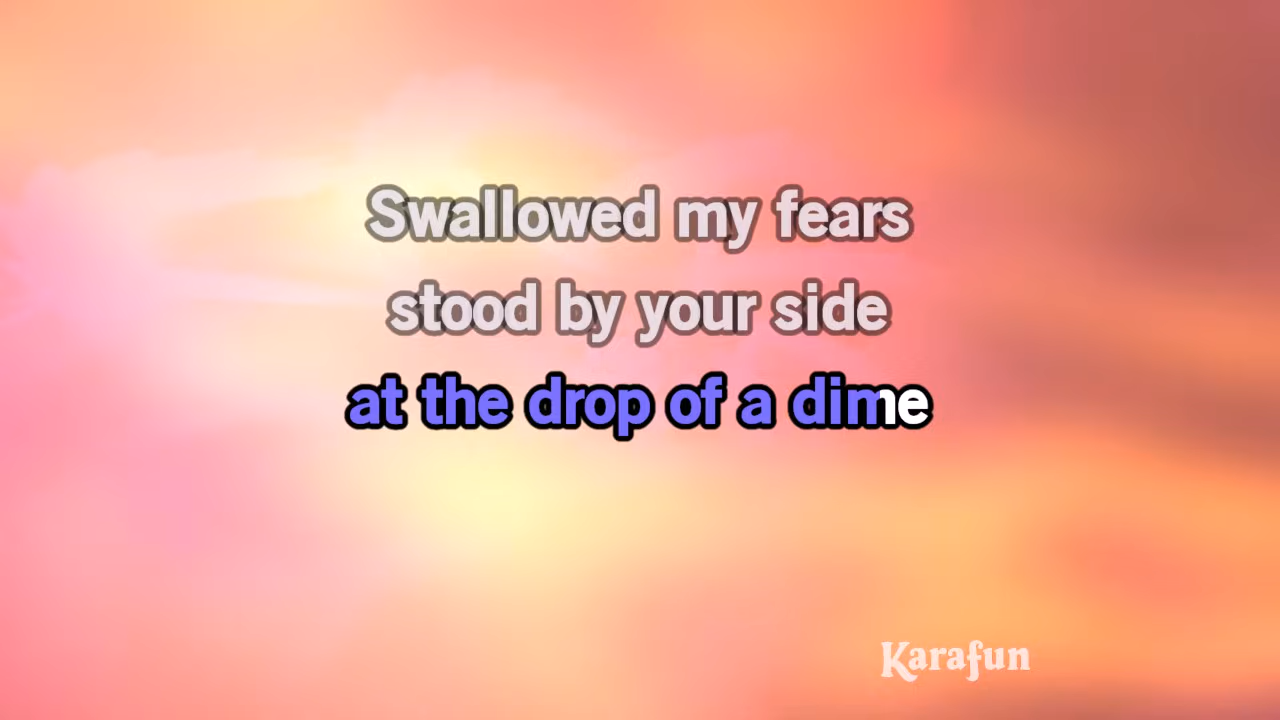 Swallowed my fears
stood by your side
at the drop of a dime
Karafun